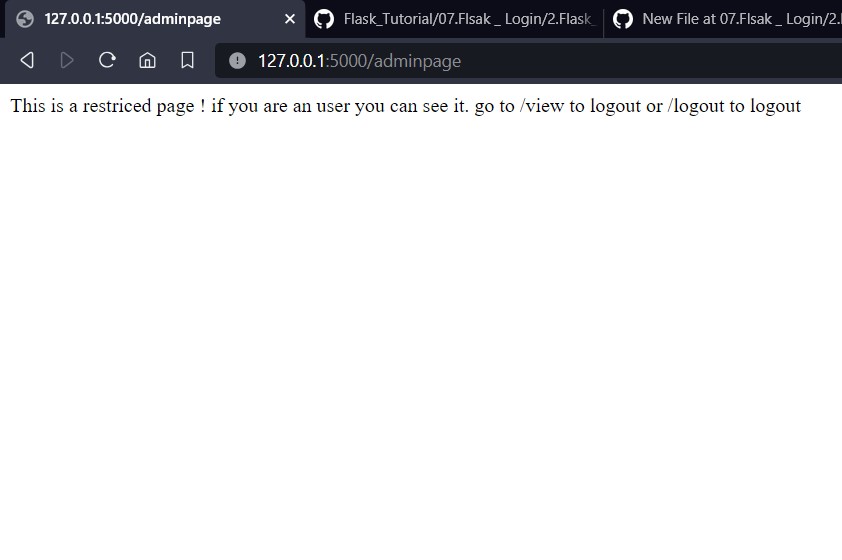 127.0.0.1:5000/adminpage
Flask_Tutorial/07.Flsak _ Login/2.Flask_
New File at 07.Flsak _ Login/2.
127.0.0.1:5000/adminpage
This is a restriced page ! if you are an user you can see it. go to /view to logout or /logout to logout